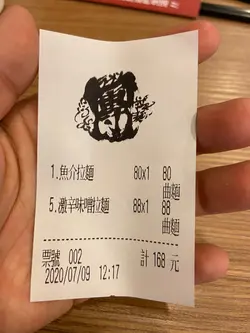 1.魚介拉麵 80x1 80
曲麵
5.激辛味噌拉麵 88x1 88
曲麵
票號 002 計 168 元
2020/07/09 12:17